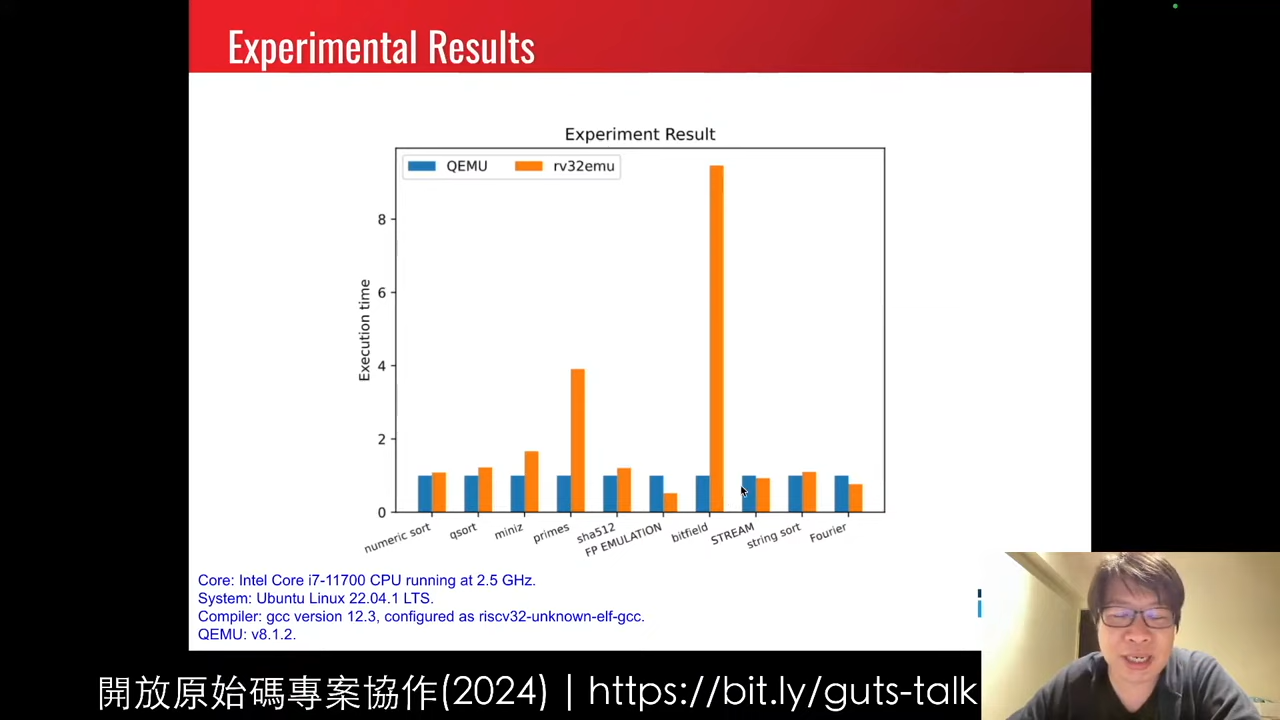 Experimental Results
Experiment Result
QEMU rv32emu
Execution time
8
6
4
2
0
numeric sort
qsort
miniz
primes
sha512
FP EMULATION
bitfield
STREAM
string sort
Fourier
Core: Intel Core i7-11700 CPU running at 2.5 GHz.
System: Ubuntu Linux 22.04.1 LTS.
Compiler: gcc version 12.3, configured as riscv32-unknown-elf-gcc.
QEMU: v8.1.2.
開放原始碼專案協作(2024) | https://bit.ly/guts-talk